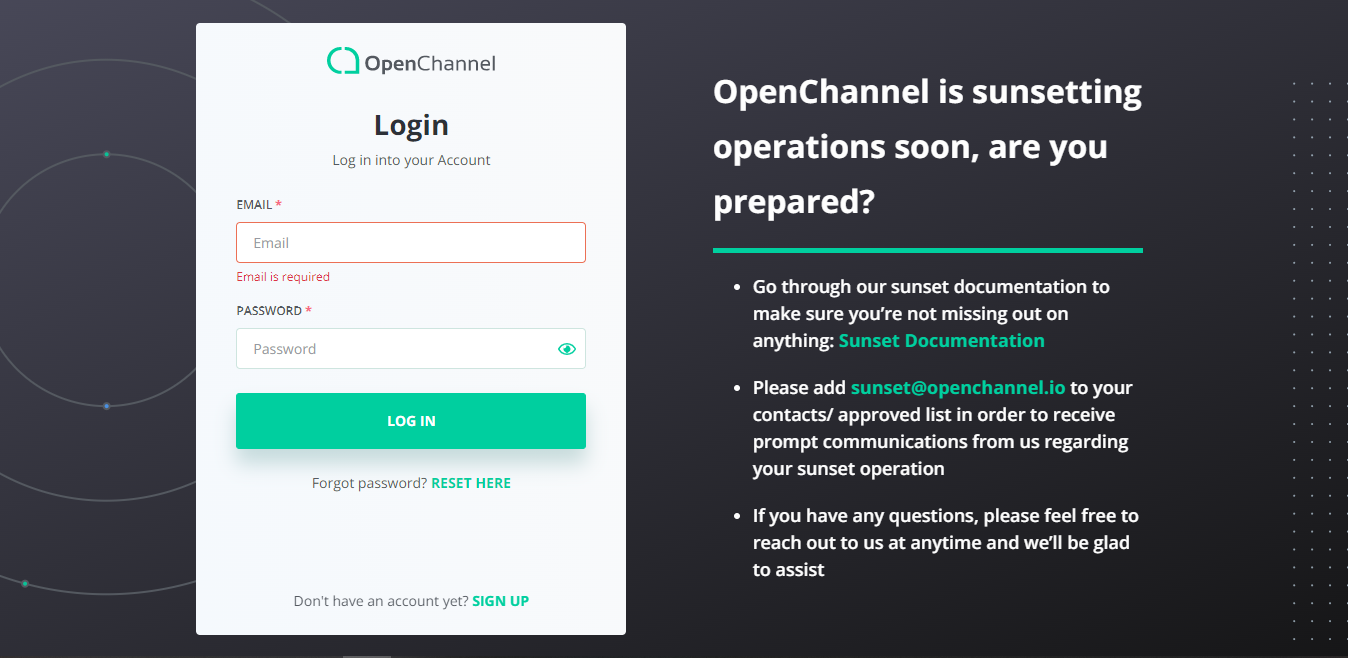 OpenChannel
Login
Log in into your Account
EMAIL *
Email
Email is required
PASSWORD *
Password
LOG IN
Forgot password? RESET HERE
Don't have an account yet? SIGN UP
OpenChannel is sunsetting
operations soon, are you
prepared?
• Go through our sunset documentation to
make sure you’re not missing out on
anything: Sunset Documentation
• Please add sunset@openchannel.io to your
contacts/ approved list in order to receive
prompt communications from us regarding
your sunset operation
• If you have any questions, please feel free to
reach out to us at anytime and we’ll be glad
to assist